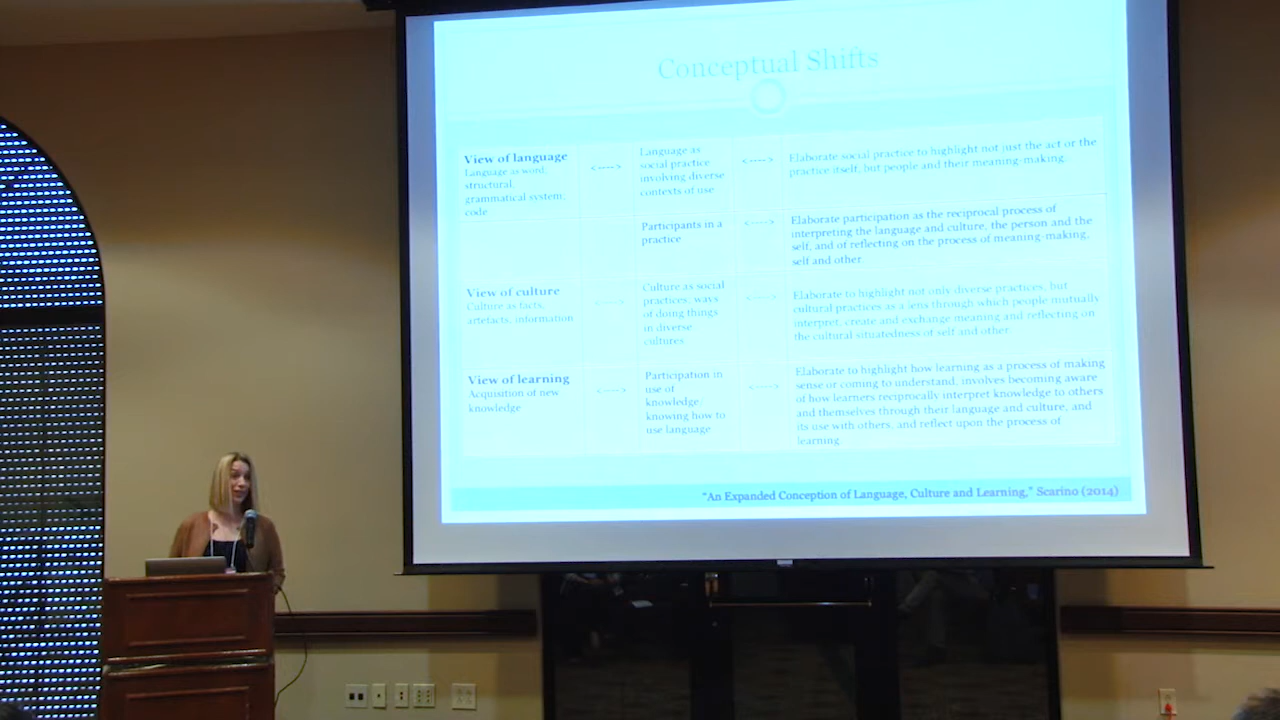 Conceptual Shifts
View of language
Language as word,
structural,
grammatical system;
code
<---->
Language as
social practice
involving diverse
contexts of use
<---->
Elaborate social practice to highlight not just the act or the
practice itself, but people and their meaning-making.
Participants in a
practice
<---->
Elaborate participation as the reciprocal process of
interpreting the language and culture, the person and the
self, and of reflecting on the process of meaning-making,
self and other.
View of culture
Culture as facts,
artefacts, information
<---->
Culture as social
practices; ways
of doing things
in diverse
cultures
<---->
Elaborate to highlight not only diverse practices, but
cultural practices as a lens through which people mutually
interpret, create and exchange meaning and reflecting on
the cultural situatedness of self and other.
View of learning
Acquisition of new
knowledge
<---->
Participation in
use of
knowledge;
knowing how to
use language
<---->
Elaborate to highlight how learning as a process of making
sense or coming to understand, involves becoming aware
of how learners reciprocally interpret knowledge to others
and themselves through their language and culture, and
its use with others, and reflect upon the process of
learning.
"An Expanded Conception of Language, Culture and Learning," Scarino (2014)